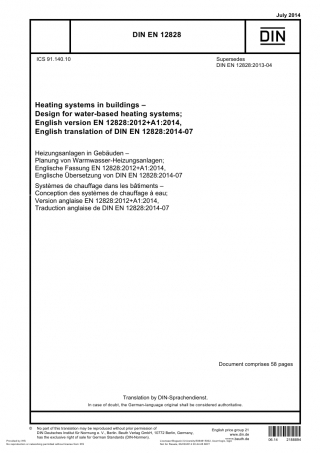 July 2014
DIN EN 12828
DIN
ICS 91.140.10
Supersedes
DIN EN 12828:2013-04
Heating systems in buildings –
Design for water-based heating systems;
English version EN 12828:2012+A1:2014,
English translation of DIN EN 12828:2014-07
Heizungsanlagen in Gebäuden –
Planung von Warmwasser-Heizungsanlagen;
Englische Fassung EN 12828:2012+A1:2014,
Englische Übersetzung von DIN EN 12828:2014-07
Systèmes de chauffage dans les bâtiments –
Conception des systèmes de chauffage à eau;
Version anglaise EN 12828:2012+A1:2014,
Traduction anglaise de DIN EN 12828:2014-07
Document comprises 58 pages
Translation by DIN-Sprachendienst.
In case of doubt, the German-language original shall be considered authoritative.
© No part of this translation may be reproduced without prior permission of
DIN Deutsches Institut für Normung e. V., Berlin. Beuth Verlag GmbH, 10772 Berlin, Germany,
has the exclusive right of sale for German Standards (DIN-Normen).
English price group 21
www.din.de
www.beuth.de